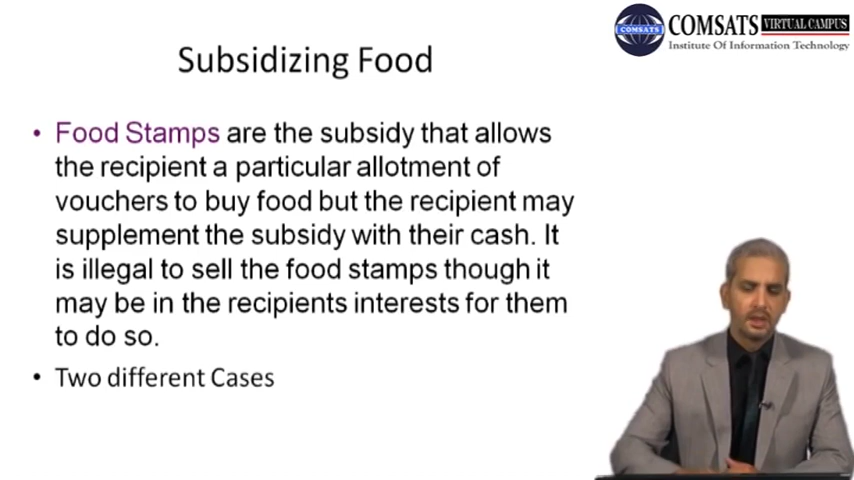 COMSATS VIRTUAL CAMPUS
COMSATS
Institute Of Information Technology
Subsidizing Food
• Food Stamps are the subsidy that allows
the recipient a particular allotment of
vouchers to buy food but the recipient may
supplement the subsidy with their cash. It
is illegal to sell the food stamps though it
may be in the recipients interests for them
to do so.
• Two different Cases